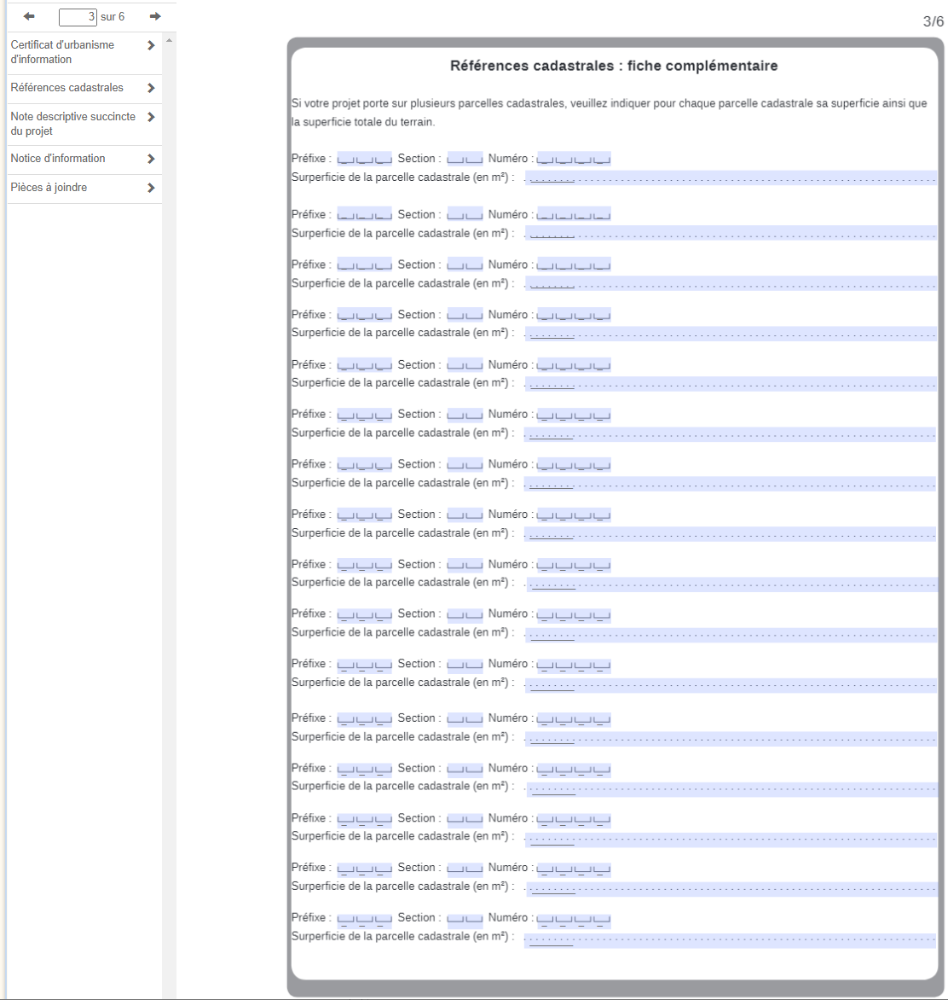 3 sur 6
Certificat d'urbanisme
d'information
Références cadastrales
Note descriptive succincte
du projet
Notice d'information
Pièces à joindre
3/6
Références cadastrales : fiche complémentaire
Si votre projet porte sur plusieurs parcelles cadastrales, veuillez indiquer pour chaque parcelle cadastrale sa superficie ainsi que
la superficie totale du terrain.
Préfixe : Section : Numéro :
Surperficie de la parcelle cadastrale (en m²) :
Préfixe : Section : Numéro :
Surperficie de la parcelle cadastrale (en m²) :
Préfixe : Section : Numéro :
Surperficie de la parcelle cadastrale (en m²) :
Préfixe : Section : Numéro :
Surperficie de la parcelle cadastrale (en m²) :
Préfixe : Section : Numéro :
Surperficie de la parcelle cadastrale (en m²) :
Préfixe : Section : Numéro :
Surperficie de la parcelle cadastrale (en m²) :
Préfixe : Section : Numéro :
Surperficie de la parcelle cadastrale (en m²) :
Préfixe : Section : Numéro :
Surperficie de la parcelle cadastrale (en m²) :
Préfixe : Section : Numéro :
Surperficie de la parcelle cadastrale (en m²) :
Préfixe : Section : Numéro :
Surperficie de la parcelle cadastrale (en m²) :
Préfixe : Section : Numéro :
Surperficie de la parcelle cadastrale (en m²) :
Préfixe : Section : Numéro :
Surperficie de la parcelle cadastrale (en m²) :
Préfixe : Section : Numéro :
Surperficie de la parcelle cadastrale (en m²) :
Préfixe : Section : Numéro :
Surperficie de la parcelle cadastrale (en m²) :
Préfixe : Section : Numéro :
Surperficie de la parcelle cadastrale (en m²) :
Préfixe : Section : Numéro :
Surperficie de la parcelle cadastrale (en m²) :